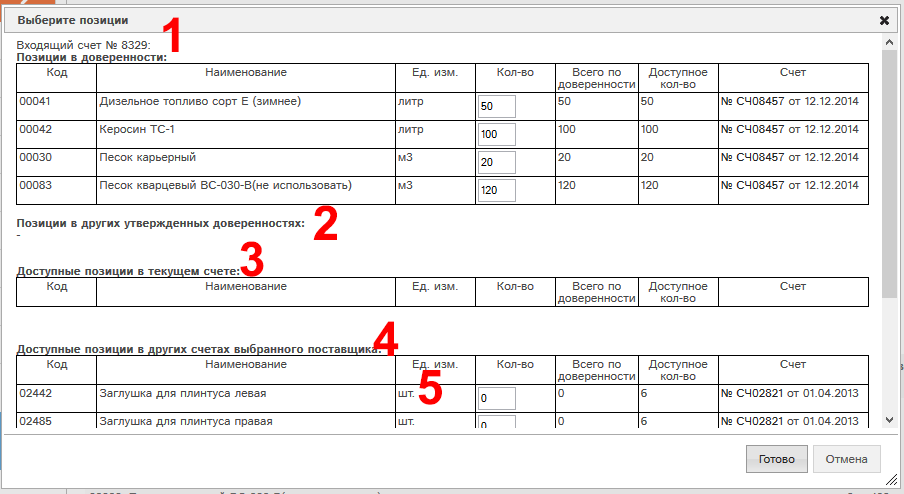 Выберите позиции
1
Входящий счет № 8329:
Позиции в доверенности:
Код Наименование Ед. изм. Кол-во Всего по доверенности Доступное кол-во Счет
00041 Дизельное топливо сорт Е (зимнее) литр 50 50 50 № СЧ08457 от 12.12.2014
00042 Керосин ТС-1 литр 100 100 100 № СЧ08457 от 12.12.2014
00030 Песок карьерный м3 20 20 20 № СЧ08457 от 12.12.2014
00083 Песок кварцевый ВС-030-В(не использовать) м3 120 120 120 № СЧ08457 от 12.12.2014
Позиции в других утвержденных доверенностях: 2
-
Доступные позиции в текущем счете: 3
Код Наименование Ед. изм. Кол-во Всего по доверенности Доступное кол-во Счет
Доступные позиции в других счетах выбранного поставщика: 4
Код Наименование Ед. изм. Кол-во Всего по доверенности Доступное кол-во Счет
02442 Заглушка для плинтуса левая шт. 5 0 0 6 № СЧ02821 от 01.04.2013
02485 Заглушка для плинтуса правая шт. 0 0 6 № СЧ02821 от 01.04.2013
Готово Отмена